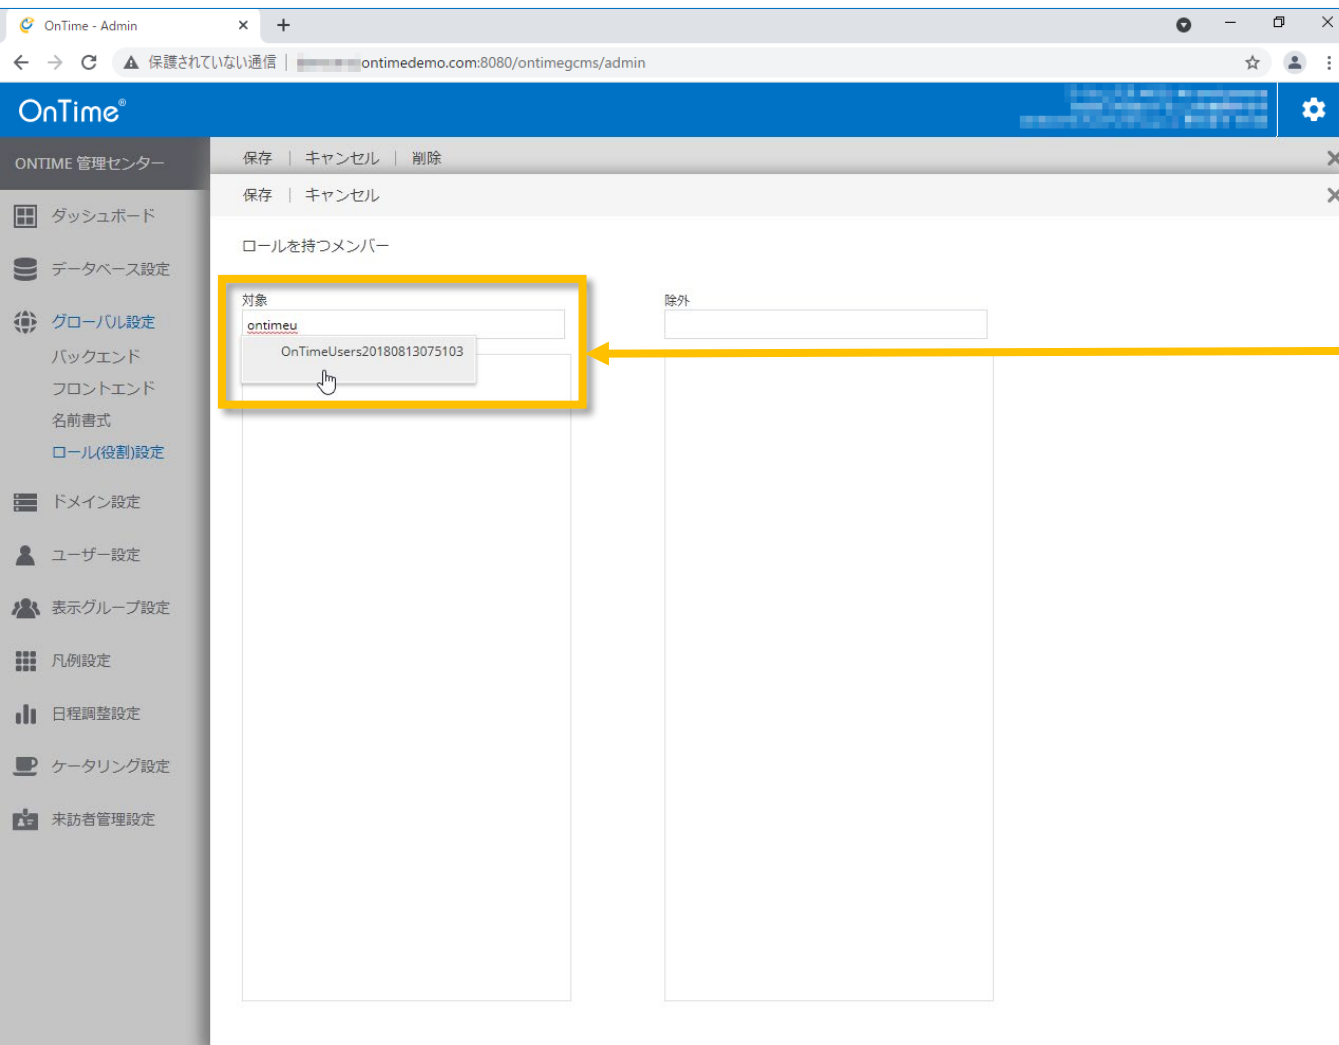 OnTime - Admin
保護されていない通信 | ontimedemo.com:8080/ontimegcms/admin
OnTime®
ONTIME 管理センター
保存 | キャンセル | 削除
保存 | キャンセル
ダッシュボード
データベース設定
グローバル設定
バックエンド
フロントエンド
名前書式
ロール(役割)設定
ドメイン設定
ユーザー設定
表示グループ設定
凡例設定
日程調整設定
ケータリング設定
来訪者管理設定
ロールを持つメンバー
対象
ontimeu
OnTimeUsers20180813075103
除外